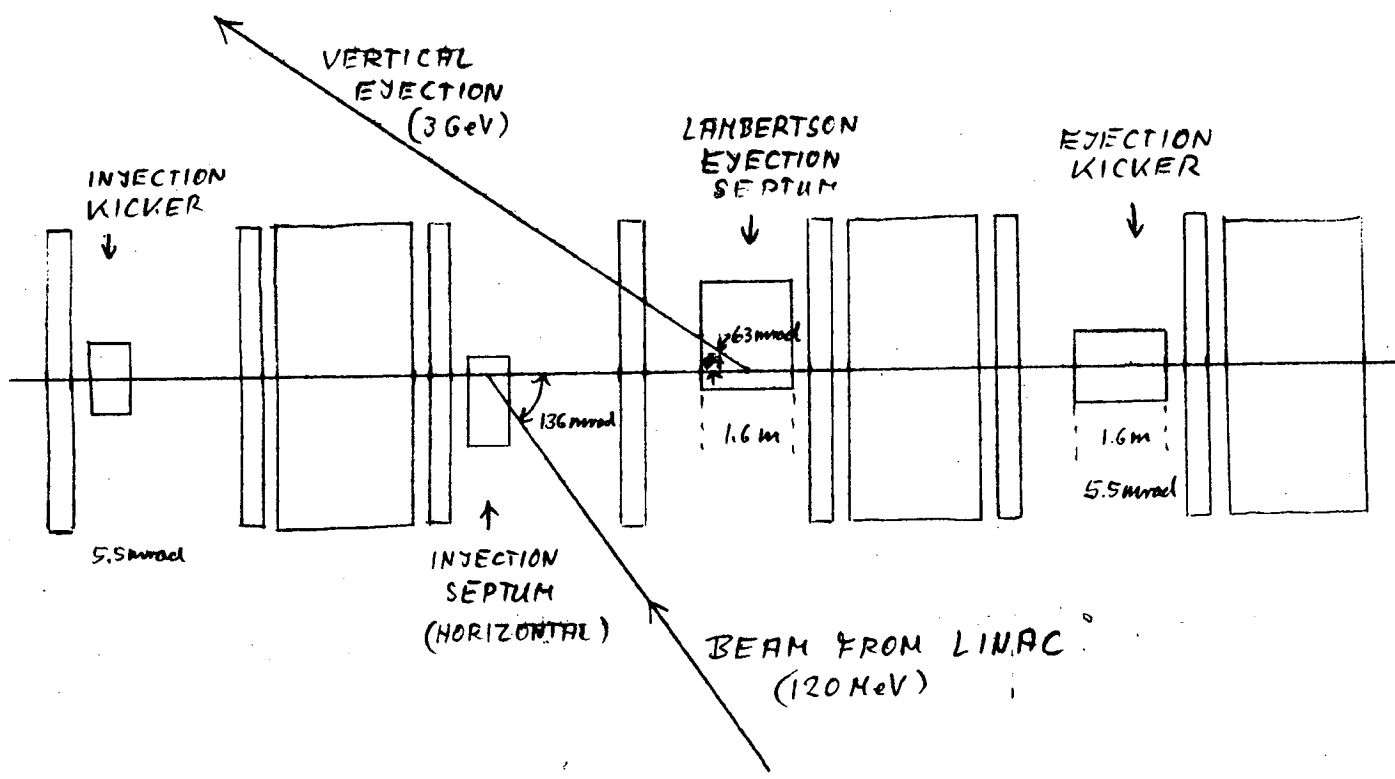 VERTICAL
EJECTION
(3 GeV)
LAMBERTSON
EJECTION
SEPTUM
EJECTION
KICKER
INJECTION
KICKER
63 mrad
136 mrad
1.6 m
1.6 m
5.5 mrad
5.5 mrad
INJECTION
SEPTUM
(HORIZONTAL)
BEAM FROM LINAC
(120 MeV)